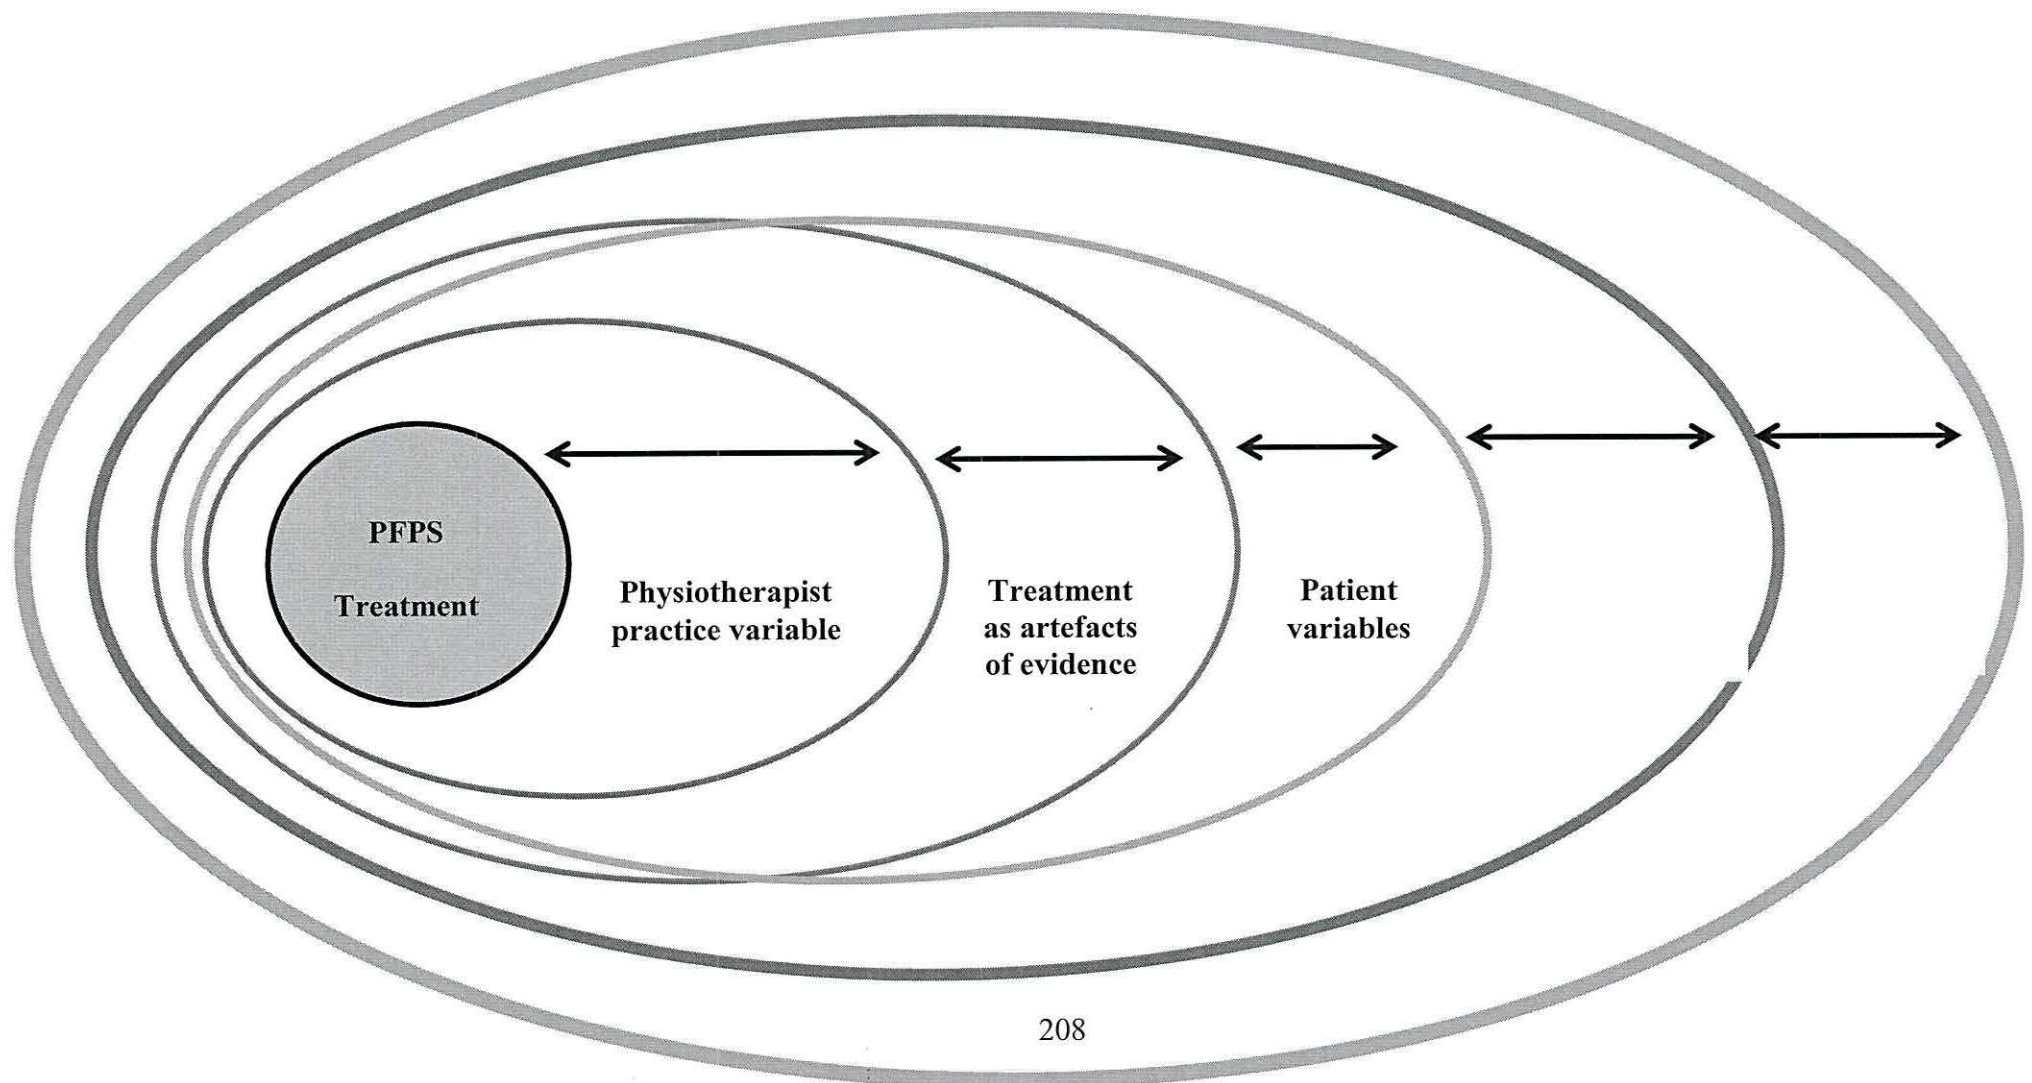 PFPS
Treatment
Physiotherapist
practice variable
Treatment
as artefacts
of evidence
Patient
variables
208